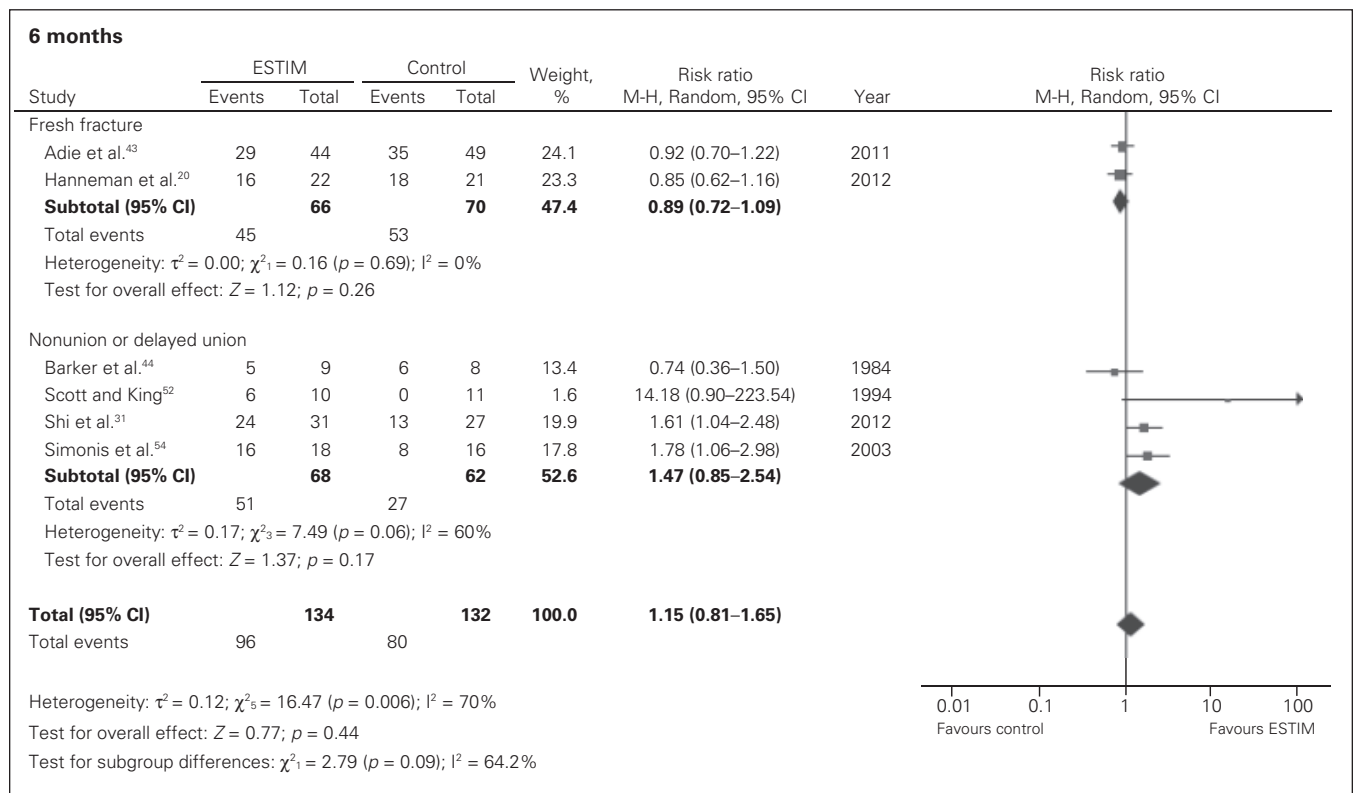 6 months
ESTIM Control Weight, Risk ratio Risk ratio
Study Events Total Events Total % M-H, Random, 95% CI Year M-H, Random, 95% CI
Fresh fracture
Adie et al.⁴³ 29 44 35 49 24.1 0.92 (0.70–1.22) 2011
Hanneman et al.²⁰ 16 22 18 21 23.3 0.85 (0.62–1.16) 2012
Subtotal (95% CI) 66 70 47.4 0.89 (0.72–1.09)
Total events 45 53
Heterogeneity: τ² = 0.00; χ²₁ = 0.16 (p = 0.69); I² = 0%
Test for overall effect: Z = 1.12; p = 0.26
Nonunion or delayed union
Barker et al.⁴⁴ 5 9 6 8 13.4 0.74 (0.36–1.50) 1984
Scott and King⁵² 6 10 0 11 1.6 14.18 (0.90–223.54) 1994
Shi et al.³¹ 24 31 13 27 19.9 1.61 (1.04–2.48) 2012
Simonis et al.⁵⁴ 16 18 8 16 17.8 1.78 (1.06–2.98) 2003
Subtotal (95% CI) 68 62 52.6 1.47 (0.85–2.54)
Total events 51 27
Heterogeneity: τ² = 0.17; χ²₃ = 7.49 (p = 0.06); I² = 60%
Test for overall effect: Z = 1.37; p = 0.17
Total (95% CI) 134 132 100.0 1.15 (0.81–1.65)
Total events 96 80
Heterogeneity: τ² = 0.12; χ²₅ = 16.47 (p = 0.006); I² = 70%
Test for overall effect: Z = 0.77; p = 0.44
Test for subgroup differences: χ²₁ = 2.79 (p = 0.09); I² = 64.2%
0.01 0.1 1 10 100
Favours control Favours ESTIM